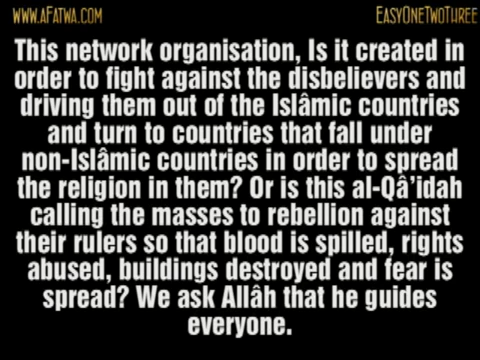 www.aFatwa.com
EasyOneTwoThree
This network organisation, Is it created in
order to fight against the disbelievers and
driving them out of the Islâmic countries
and turn to countries that fall under
non-Islâmic countries in order to spread
the religion in them? Or is this al-Qâ'idah
calling the masses to rebellion against
their rulers so that blood is spilled, rights
abused, buildings destroyed and fear is
spread? We ask Allâh that he guides
everyone.